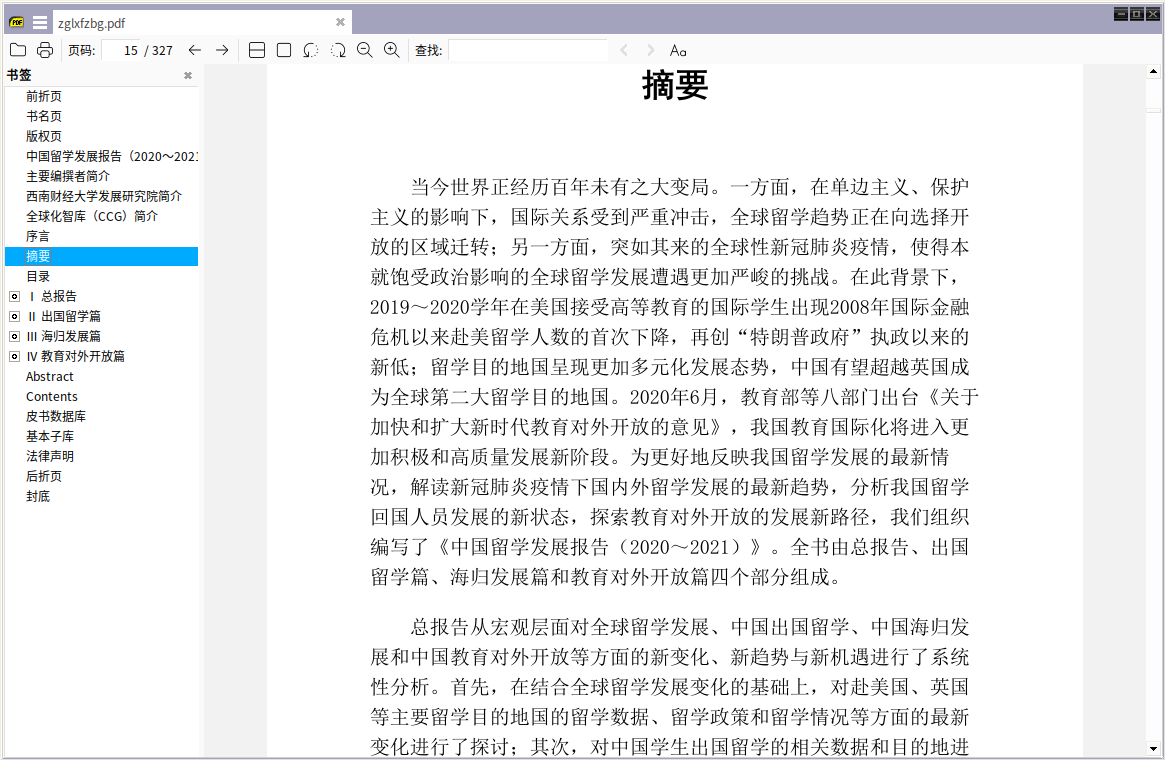 PDF
zglxfzbg.pdf
页码: 15 / 327
查找:
Aa
书签
前折页
书名页
版权页
中国留学发展报告（2020～2021
主要编撰者简介
西南财经大学发展研究院简介
全球化智库（CCG）简介
序言
摘要
目录
Ⅰ 总报告
Ⅱ 出国留学篇
Ⅲ 海归发展篇
Ⅳ 教育对外开放篇
Abstract
Contents
皮书数据库
基本子库
法律声明
后折页
封底
摘要
当今世界正经历百年未有之大变局。一方面，在单边主义、保护
主义的影响下，国际关系受到严重冲击，全球留学趋势正在向选择开
放的区域迁转；另一方面，突如其来的全球性新冠肺炎疫情，使得本
就饱受政治影响的全球留学发展遭遇更加严峻的挑战。在此背景下，
2019～2020学年在美国接受高等教育的国际学生出现2008年国际金融
危机以来赴美留学人数的首次下降，再创“特朗普政府”执政以来的
新低；留学目的地国呈现更加多元化发展态势，中国有望超越英国成
为全球第二大留学目的地国。2020年6月，教育部等八部门出台《关于
加快和扩大新时代教育对外开放的意见》，我国教育国际化将进入更
加积极和高质量发展新阶段。为更好地反映我国留学发展的最新情
况，解读新冠肺炎疫情下国内外留学发展的最新趋势，分析我国留学
回国人员发展的新状态，探索教育对外开放的发展新路径，我们组织
编写了《中国留学发展报告（2020～2021）》。全书由总报告、出国
留学篇、海归发展篇和教育对外开放篇四个部分组成。
总报告从宏观层面对全球留学发展、中国出国留学、中国海归发
展和中国教育对外开放等方面的新变化、新趋势与新机遇进行了系统
性分析。首先，在结合全球留学发展变化的基础上，对赴美国、英国
等主要留学目的地国的留学数据、留学政策和留学情况等方面的最新
变化进行了探讨；其次，对中国学生出国留学的相关数据和目的地进